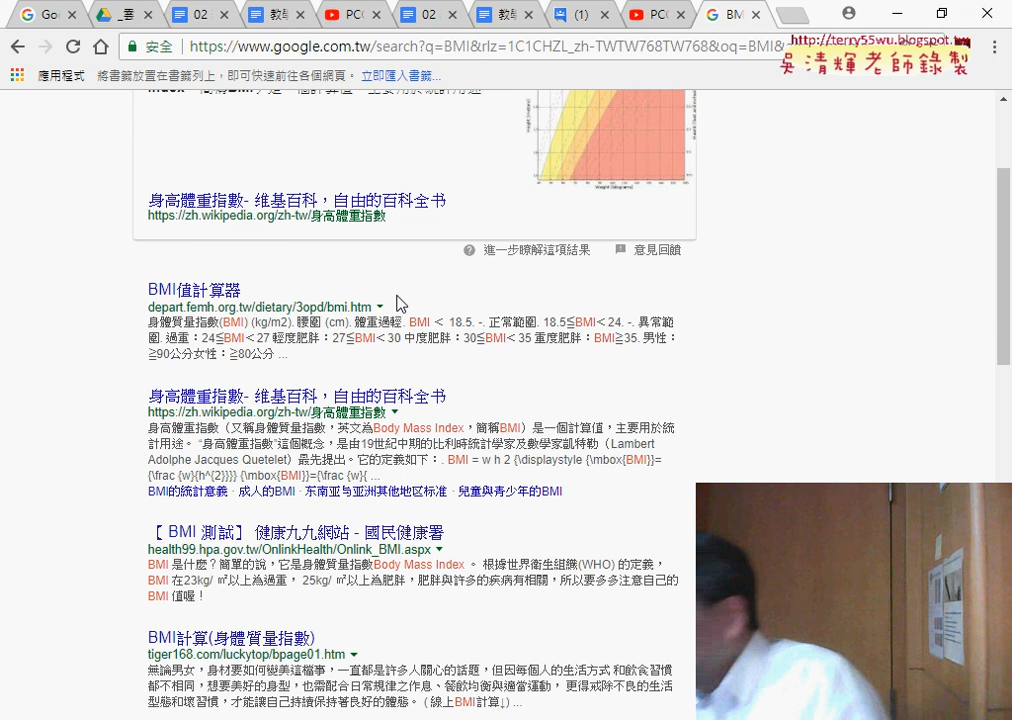 Go
_雲
02
教學
PC
02
教學
(1)
PC
BM
安全 https://www.google.com.tw/search?q=BMI&rlz=1C1CHZL_zh-TWTW768TW768&oq=BMI&
http://terry55wu.blogspot.tw
吳清輝老師錄製
應用程式 將書籤放置在書籤列上，即可快速前往各個網頁。 立即匯入書籤...
身高體重指數- 维基百科，自由的百科全书
https://zh.wikipedia.org/zh-tw/身高體重指數
進一步瞭解這項結果 意見回饋
BMI值計算器
depart.femh.org.tw/dietary/3opd/bmi.htm
身體質量指數(BMI) (kg/m2). 腰圍 (cm). 體重過輕. BMI < 18.5. -. 正常範圍. 18.5≦BMI<24. -. 異常範
圍. 過重：24≦BMI<27 輕度肥胖：27≦BMI<30 中度肥胖：30≦BMI<35 重度肥胖：BMI≧35. 男性：
≧90公分女性：≧80公分 ...
身高體重指數- 维基百科，自由的百科全书
https://zh.wikipedia.org/zh-tw/身高體重指數
身高體重指數（又稱身體質量指數，英文為Body Mass Index，簡稱BMI）是一個計算值，主要用於統
計用途。 “身高體重指數”這個概念，是由19世紀中期的比利時統計學家及數學家凱特勒（Lambert
Adolphe Jacques Quetelet）最先提出。它的定義如下：. BMI = w h 2 {\displaystyle {\mbox{BMI}}=
{\frac {w}{h^{2}}}} {\mbox{BMI}}={\frac {w}{ ...
BMI的統計意義 · 成人的BMI · 东南亚与亚洲其他地区标准 · 兒童與青少年的BMI
【 BMI 測試】 健康九九網站 - 國民健康署
health99.hpa.gov.tw/OnlinkHealth/Onlink_BMI.aspx
BMI 是什麼？簡單的說，它是身體質量指數Body Mass Index 。 根據世界衛生組織(WHO) 的定義，
BMI 在23kg/ ㎡以上為過重， 25kg/ ㎡以上為肥胖，肥胖與許多的疾病有相關，所以要多多注意自己的
BMI 值喔！
BMI計算(身體質量指數)
tiger168.com/luckytop/bpage01.htm
無論男女，身材要如何變美這檔事，一直都是許多人關心的話題，但因每個人的生活方式 和飲食習慣
都不相同，想要美好的身型，也需配合日常規律之作息、餐飲均衡與適當運動， 更得戒除不良的生活
型態和壞習慣，才能讓自己持續保持著良好的體態。 ( 線上BMI計算↓) ...